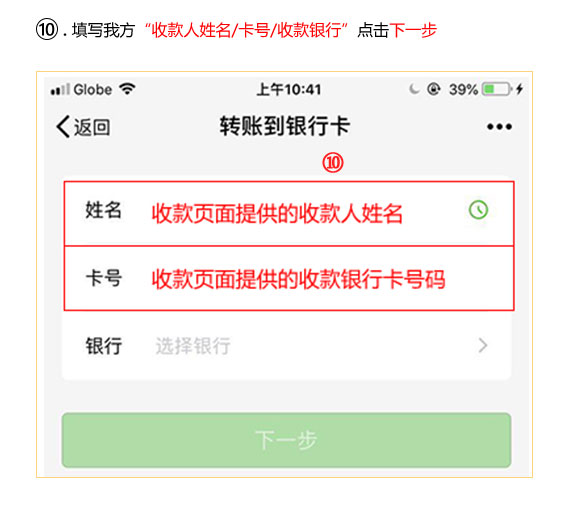 ⑩ . 填写我方“收款人姓名/卡号/收款银行”点击下一步
Globe 上午10:41 39%
返回 转账到银行卡
⑩
姓名 收款页面提供的收款人姓名
卡号 收款页面提供的收款银行卡号码
银行 选择银行
下一步